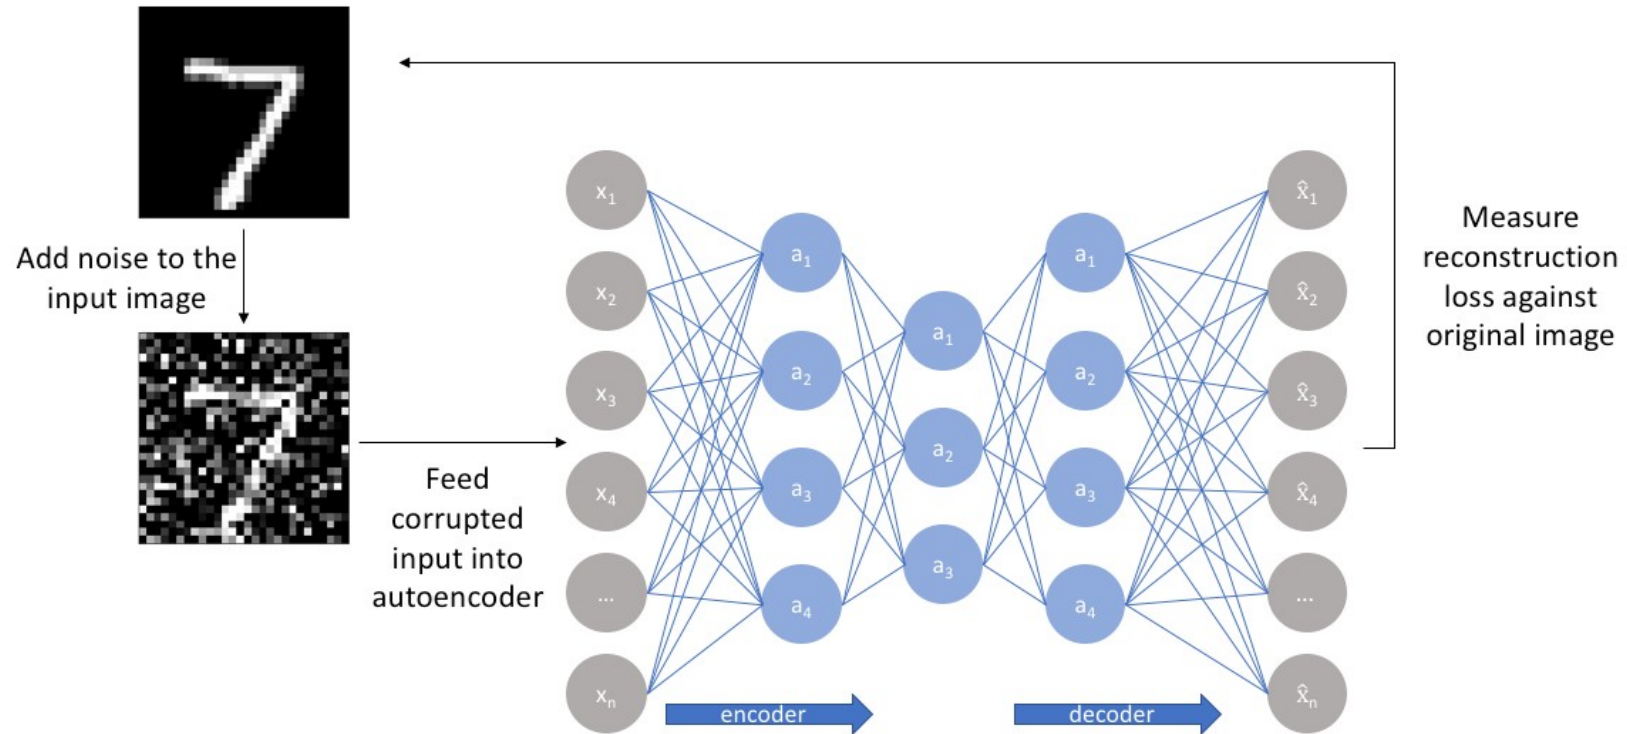 Add noise to the
input image
Feed
corrupted
input into
autoencoder
x₁
x₂
x₃
x₄
...
xₙ
a₁
a₂
a₃
a₄
a₁
a₂
a₃
a₁
a₂
a₃
a₄
x̂₁
x̂₂
x̂₃
x̂₄
...
x̂ₙ
encoder
decoder
Measure
reconstruction
loss against
original image